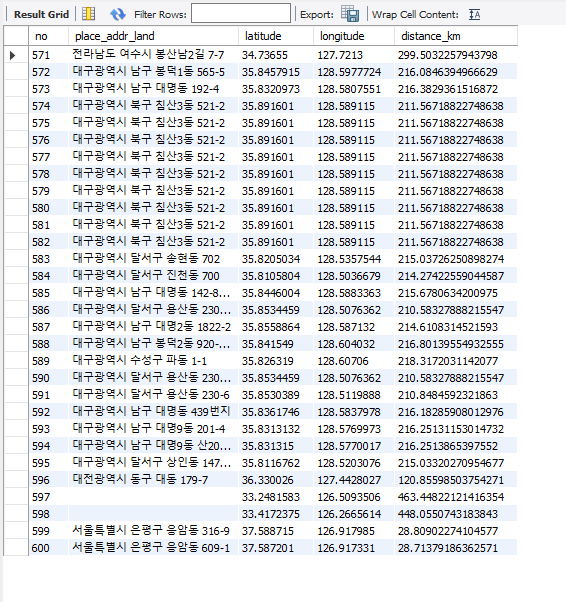 Result Grid Filter Rows: Export: Wrap Cell Content:
no place_addr_land latitude longitude distance_km
571 전라남도 여수시 봉산남2길 7-7 34.73655 127.7213 299.5032257943798
572 대구광역시 남구 봉덕1동 565-5 35.8457915 128.5977724 216.0846394966629
573 대구광역시 남구 대명동 192-4 35.8320973 128.5807551 216.3829361516872
574 대구광역시 북구 침산3동 521-2 35.891601 128.589115 211.56718822748638
575 대구광역시 북구 침산3동 521-2 35.891601 128.589115 211.56718822748638
576 대구광역시 북구 침산3동 521-2 35.891601 128.589115 211.56718822748638
577 대구광역시 북구 침산3동 521-2 35.891601 128.589115 211.56718822748638
578 대구광역시 북구 침산3동 521-2 35.891601 128.589115 211.56718822748638
579 대구광역시 북구 침산3동 521-2 35.891601 128.589115 211.56718822748638
580 대구광역시 북구 침산3동 521-2 35.891601 128.589115 211.56718822748638
581 대구광역시 북구 침산3동 521-2 35.891601 128.589115 211.56718822748638
582 대구광역시 북구 침산3동 521-2 35.891601 128.589115 211.56718822748638
583 대구광역시 달서구 송현동 702 35.8205034 128.5357544 215.03726250898274
584 대구광역시 달서구 진천동 700 35.8105804 128.5036679 214.27422559044587
585 대구광역시 남구 대명동 142-8... 35.8446004 128.5883363 215.6780634200975
586 대구광역시 달서구 용산동 230... 35.8534459 128.5076362 210.58327888215547
587 대구광역시 남구 대명2동 1822-2 35.8558864 128.587132 214.6108314521593
588 대구광역시 남구 봉덕2동 920-... 35.841549 128.604032 216.80139554932555
589 대구광역시 수성구 파동 1-1 35.826319 128.60706 218.3172031142077
590 대구광역시 달서구 용산동 230... 35.8534459 128.5076362 210.58327888215547
591 대구광역시 달서구 용산동 230-6 35.8530389 128.5119888 210.8484592321863
592 대구광역시 남구 대명동 439번지 35.8361746 128.5837978 216.18285908012976
593 대구광역시 남구 대명9동 201-4 35.8313132 128.5769973 216.25131153014732
594 대구광역시 남구 대명9동 산20... 35.831315 128.5770017 216.2513865397552
595 대구광역시 달서구 상인동 147... 35.8116762 128.5203076 215.03320270954677
596 대전광역시 동구 대동 179-7 36.330026 127.4428027 120.85598503754271
597 33.2481583 126.5093506 463.44822121416354
598 33.4172375 126.2665614 448.0550743183843
599 서울특별시 은평구 응암동 316-9 37.588715 126.917985 28.80902274104577
600 서울특별시 은평구 응암동 609-1 37.587201 126.917331 28.71379186362571